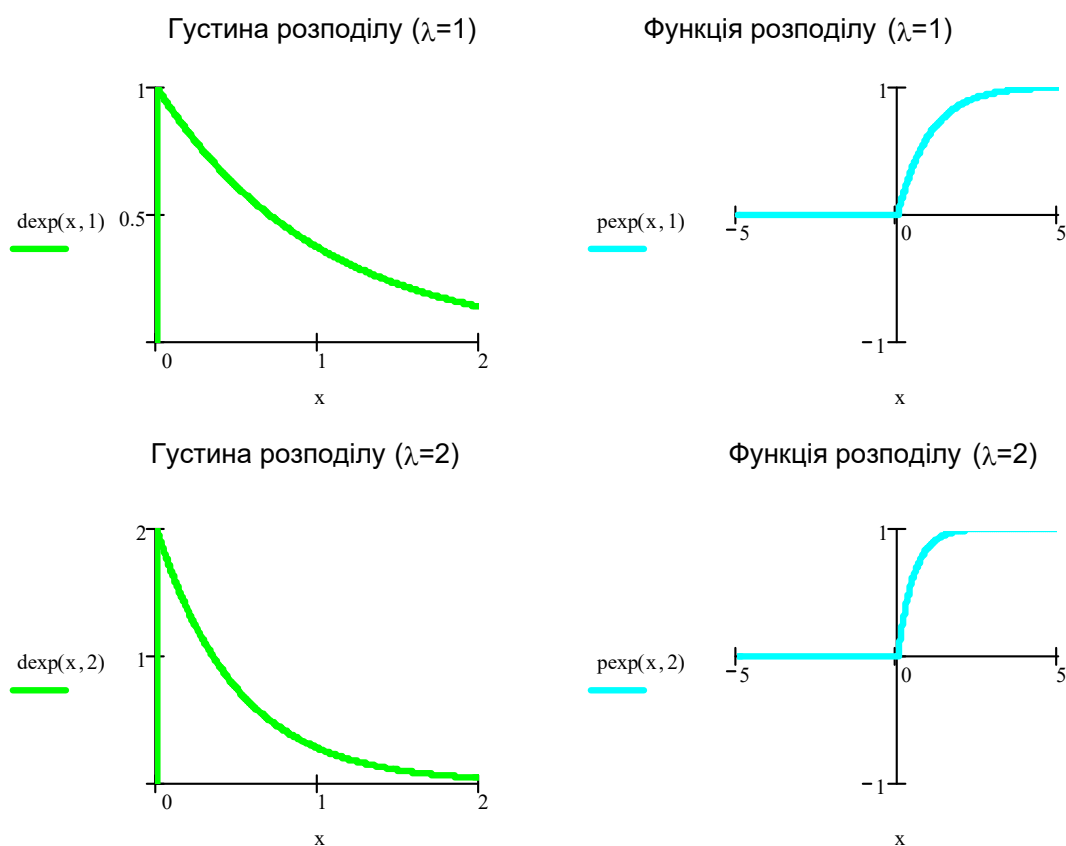 Густина розподілу (λ=1)
Функція розподілу (λ=1)
1
0.5
dexp(x,1)
0
1
2
x
1
pexp(x,1)
−5
0
5
−1
x
Густина розподілу (λ=2)
Функція розподілу (λ=2)
2
1
dexp(x,2)
0
1
2
x
1
pexp(x,2)
−5
0
5
−1
x